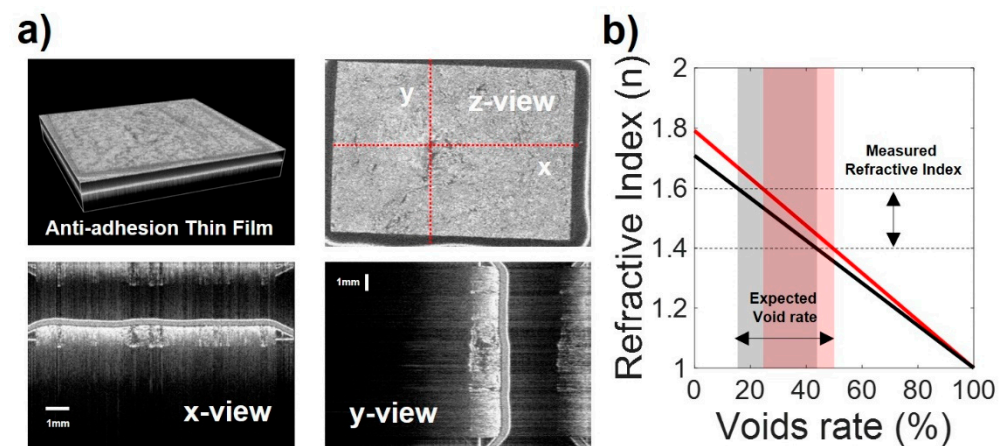 a)
Anti-adhesion Thin Film
y
z-view
x
1mm
x-view
1mm
y-view
b)
Refractive Index (n)
2
1.8
1.6
1.4
1.2
1
Measured
Refractive Index
Expected
Void rate
0
20
40
60
80
100
Voids rate (%)